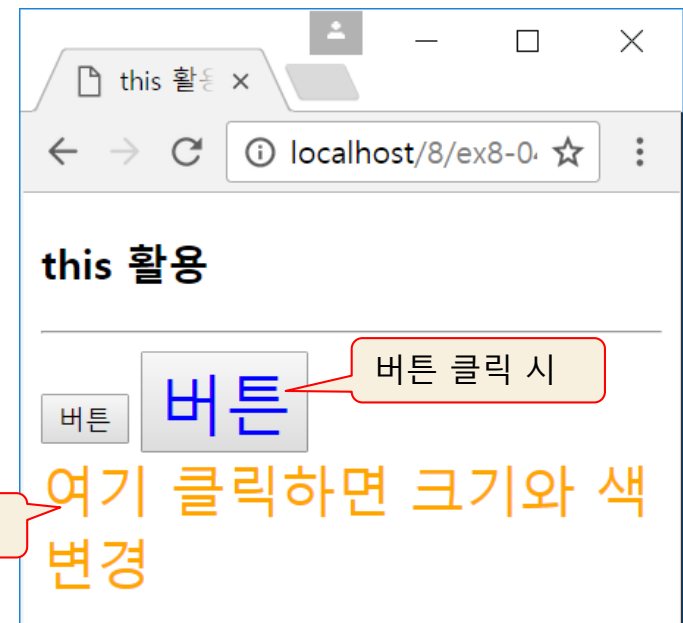 this 활용
localhost/8/ex8-04
this 활용
버튼 클릭 시
버튼 버튼
여기 클릭하면 크기와 색
변경